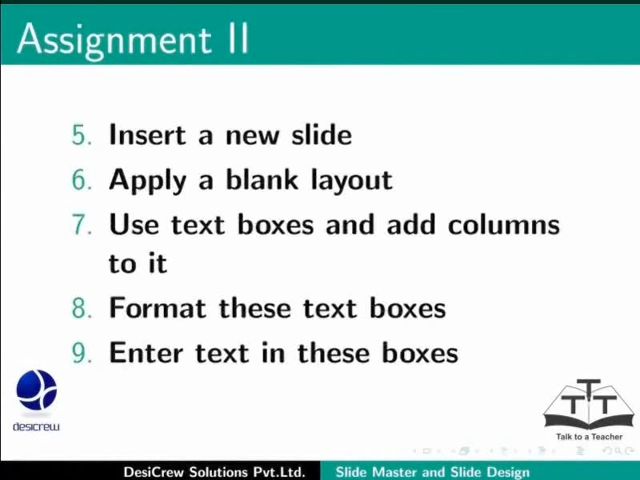 Assignment II
5. Insert a new slide
6. Apply a blank layout
7. Use text boxes and add columns
to it
8. Format these text boxes
9. Enter text in these boxes
desicrew
T T T
Talk to a Teacher
DesiCrew Solutions Pvt.Ltd. Slide Master and Slide Design